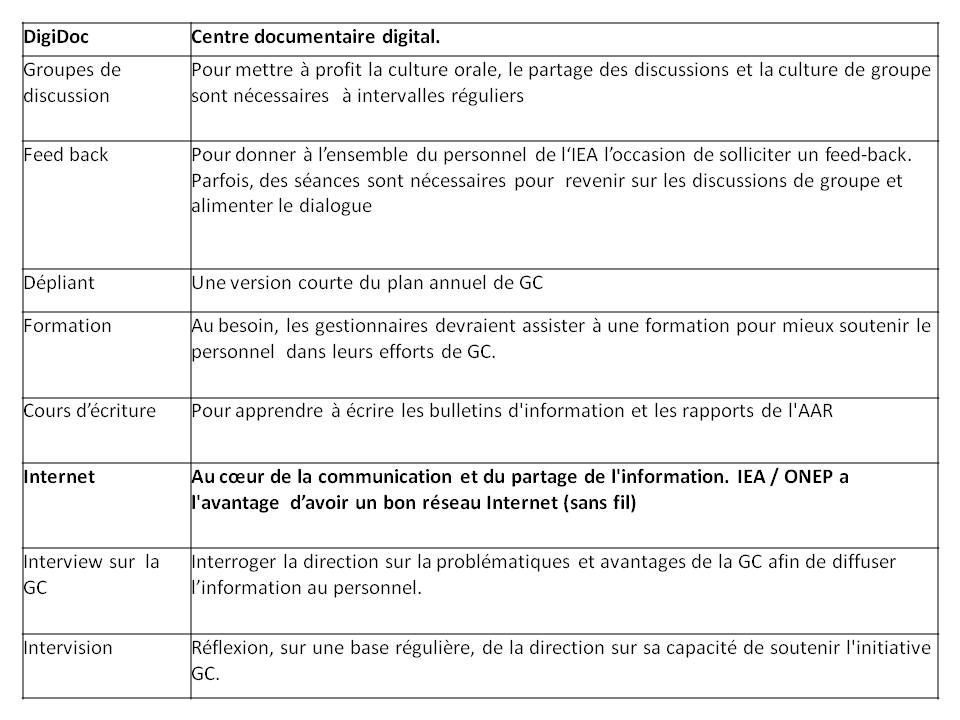 DigiDoc
Centre documentaire digital.
Groupes de
discussion
Pour mettre à profit la culture orale, le partage des discussions et la culture de groupe
sont nécessaires à intervalles réguliers
Feed back
Pour donner à l’ensemble du personnel de l‘IEA l’occasion de solliciter un feed-back.
Parfois, des séances sont nécessaires pour revenir sur les discussions de groupe et
alimenter le dialogue
Dépliant
Une version courte du plan annuel de GC
Formation
Au besoin, les gestionnaires devraient assister à une formation pour mieux soutenir le
personnel dans leurs efforts de GC.
Cours d’écriture
Pour apprendre à écrire les bulletins d'information et les rapports de l'AAR
Internet
Au cœur de la communication et du partage de l'information. IEA / ONEP a
l'avantage d’avoir un bon réseau Internet (sans fil)
Interview sur la
GC
Interroger la direction sur la problématiques et avantages de la GC afin de diffuser
l’information au personnel.
Intervision
Réflexion, sur une base régulière, de la direction sur sa capacité de soutenir l'initiative
GC.